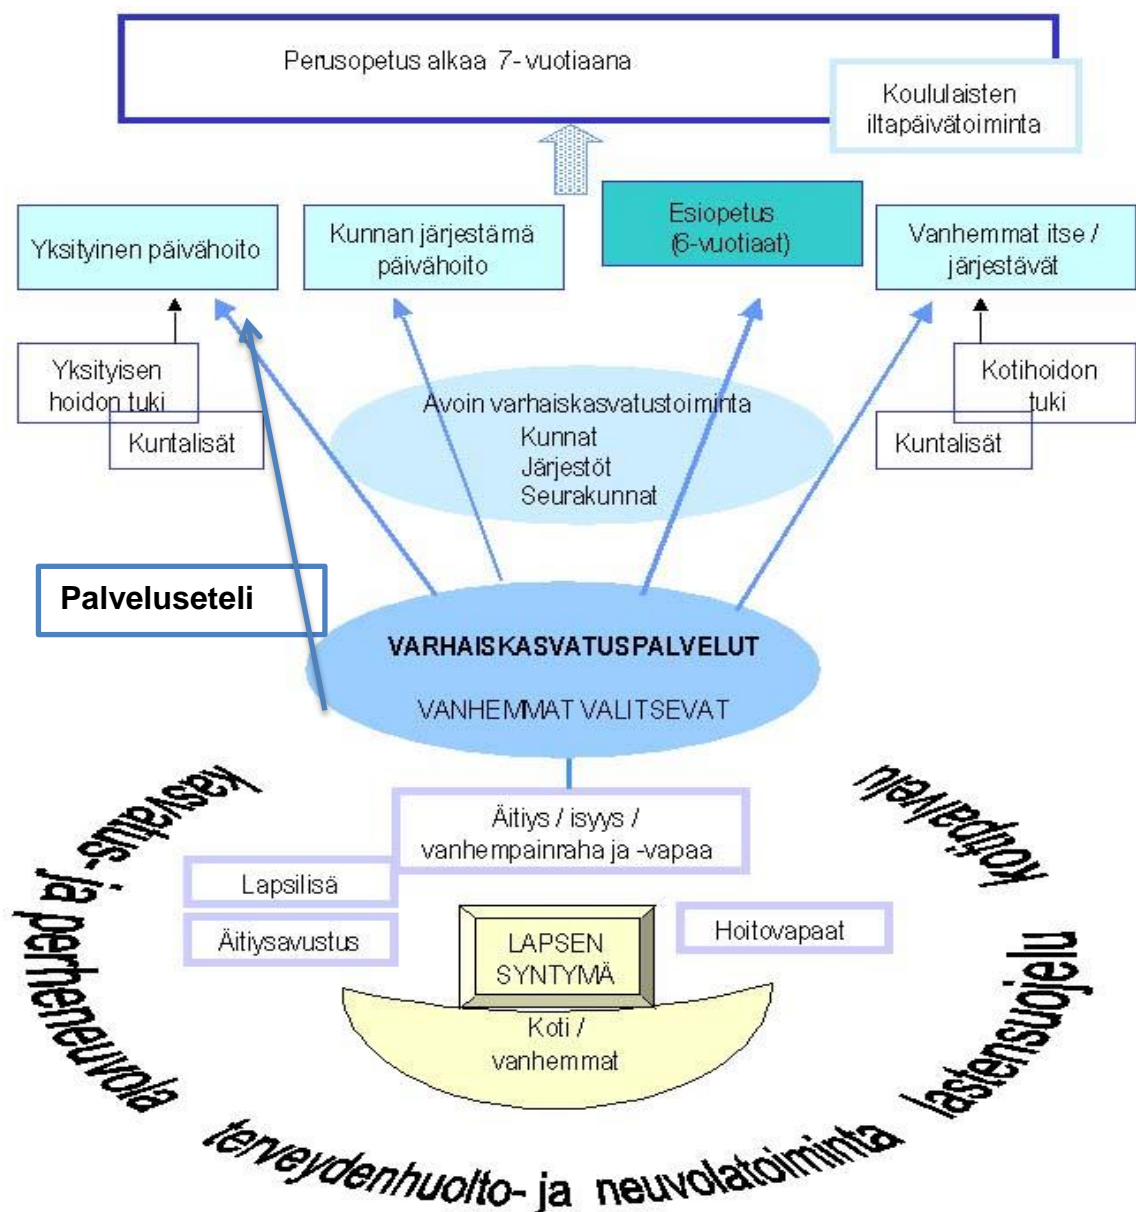 Perusopetus alkaa 7- vuotiaana
Koululaisten
iltapäivätoiminta
Yksityinen päivähoito
Kunnan järjestämä
päivähoito
Esiopetus
(6-vuotiaat)
Vanhemmat itse /
järjestävät
Yksityisen
hoidon tuki
Kuntalisät
Avoin varhaiskasvatustoiminta
Kunnat
Järjestöt
Seurakunnat
Kotihoidon
tuki
Kuntalisät
Palveluseteli
VARHAISKASVATUSPALVELUT
VANHEMMAT VALITSEVAT
Äitiys / isyys /
vanhempainraha ja -vapaa
Lapsilisä
Äitiysavustus
Hoitovapaat
LAPSEN
SYNTYMÄ
Koti /
vanhemmat
kasvatus- ja perheneuvola
terveydenhuolto- ja neuvolatoiminta
lastensuojelu
kotipalvelu